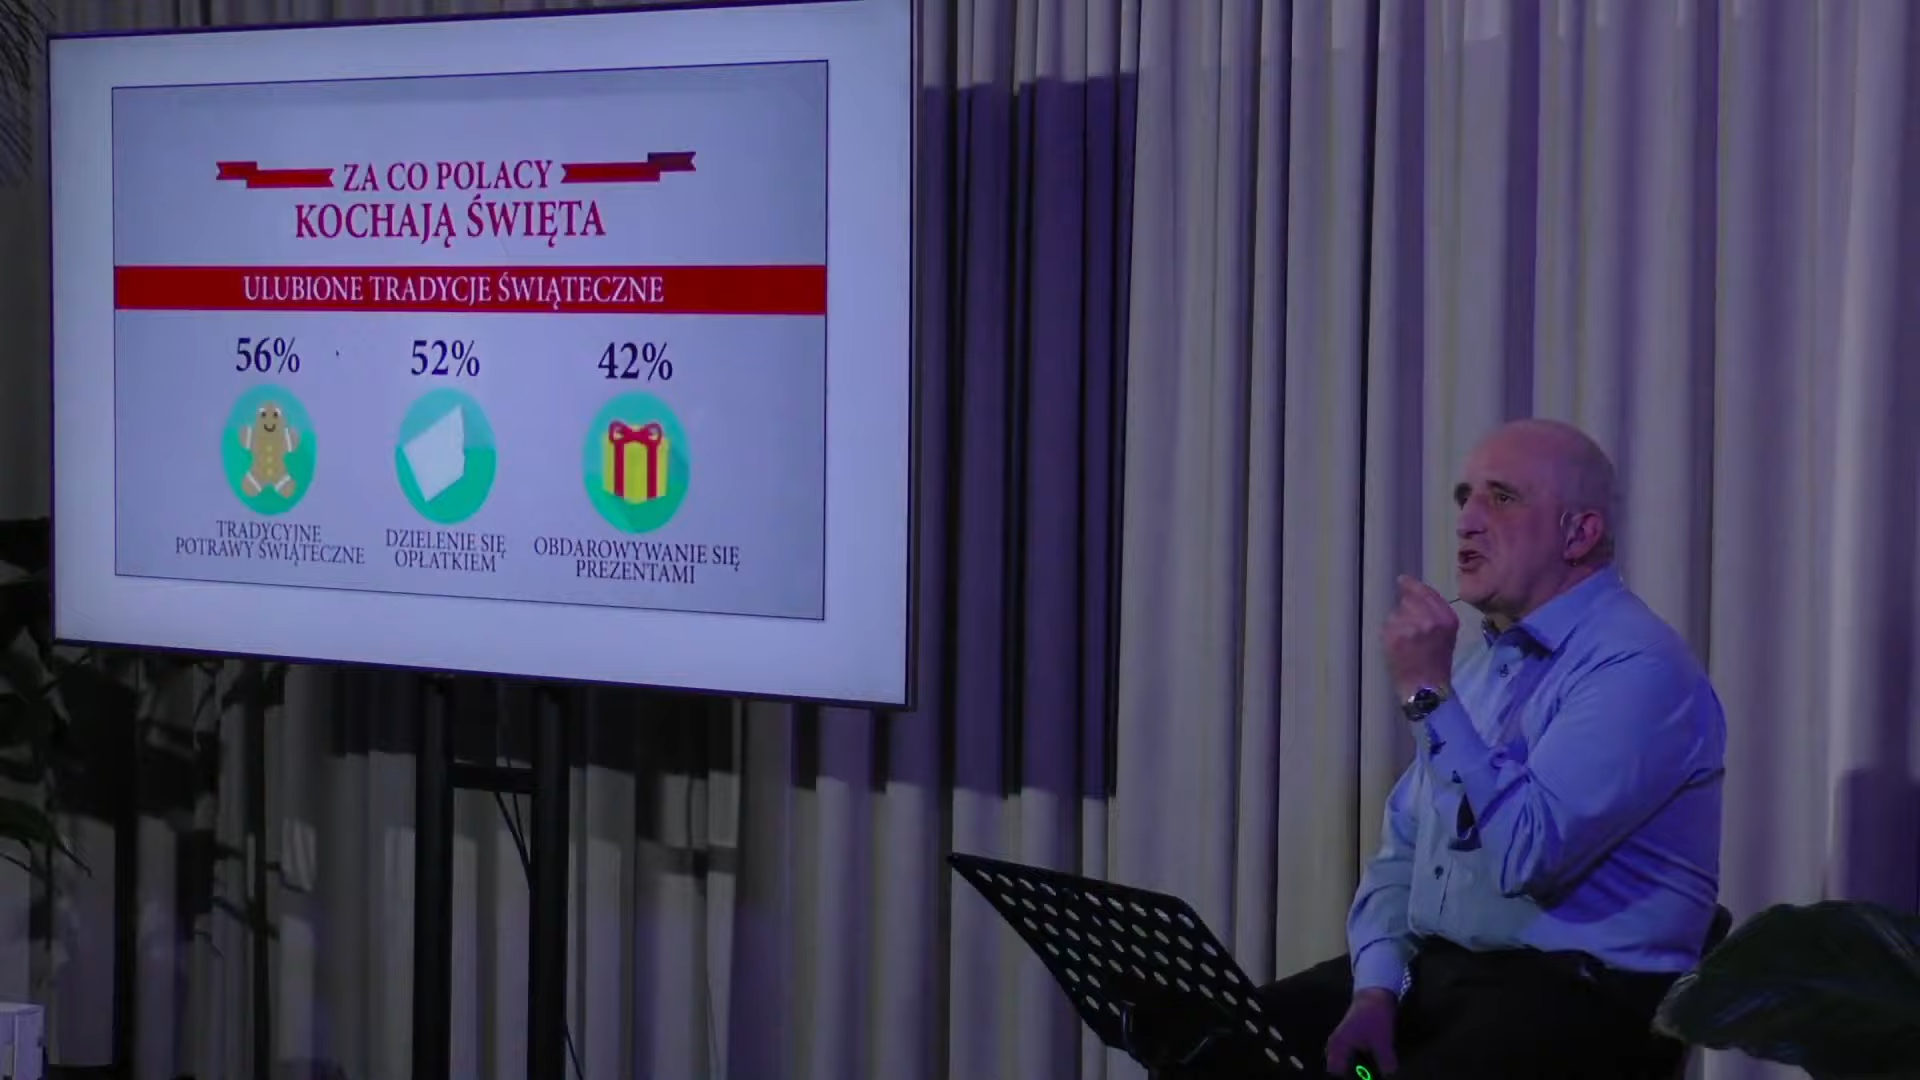 ZA CO POLACY
KOCHAJĄ ŚWIĘTA
ULUBIONE TRADYCJE ŚWIĄTECZNE
56%
TRADYCYJNE
POTRAWY ŚWIĄTECZNE
52%
DZIELENIE SIĘ
OPŁATKIEM
42%
OBDAROWYWANIE SIĘ
PREZENTAMI